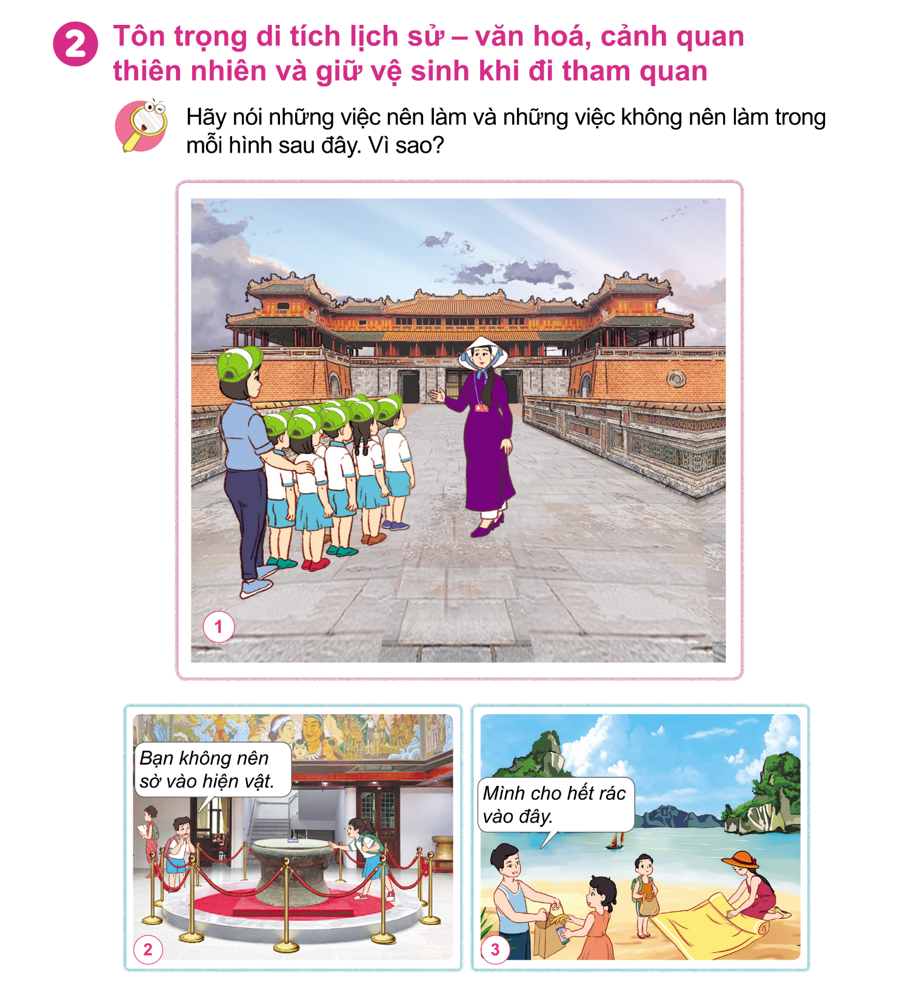 2 Tôn trọng di tích lịch sử – văn hoá, cảnh quan
thiên nhiên và giữ vệ sinh khi đi tham quan
Hãy nói những việc nên làm và những việc không nên làm trong
mỗi hình sau đây. Vì sao?
1
Bạn không nên
sờ vào hiện vật.
2
Mình cho hết rác
vào đây.
3